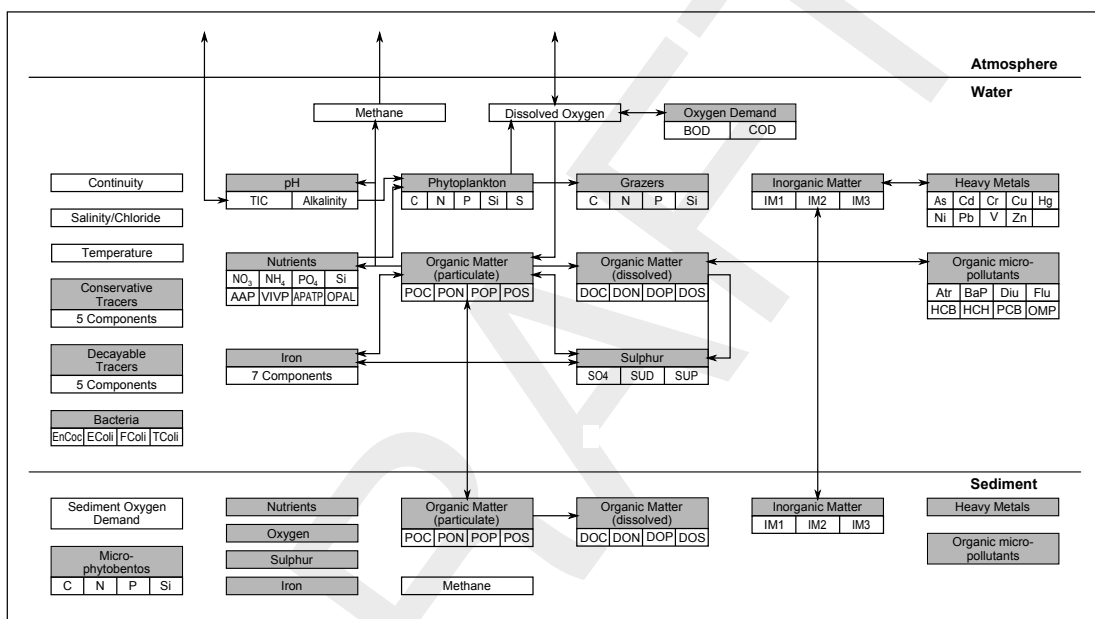 Atmosphere
Water
Methane
Dissolved Oxygen
Oxygen Demand
BOD COD
Continuity
pH
TIC Alkalinity
Phytoplankton
C N P Si S
Grazers
C N P Si
Inorganic Matter
IM1 IM2 IM3
Heavy Metals
As Cd Cr Cu Hg
Ni Pb V Zn
Salinity/Chloride
Temperature
Nutrients
NO3 NH4 PO4 Si
AAP VIVP APATP OPAL
Organic Matter
(particulate)
POC PON POP POS
Organic Matter
(dissolved)
DOC DON DOP DOS
Organic micro-
pollutants
Atr BaP Diu Flu
HCB HCH PCB OMP
Conservative
Tracers
5 Components
Decayable
Tracers
5 Components
Iron
7 Components
Sulphur
SO4 SUD SUP
Bacteria
EnCoc EColi FColi TColi
Sediment
Sediment Oxygen
Demand
Nutrients
Organic Matter
(particulate)
POC PON POP POS
Organic Matter
(dissolved)
DOC DON DOP DOS
Inorganic Matter
IM1 IM2 IM3
Heavy Metals
Oxygen
Organic micro-
pollutants
Micro-
phytobentos
C N P Si
Sulphur
Iron
Methane
DRAFT